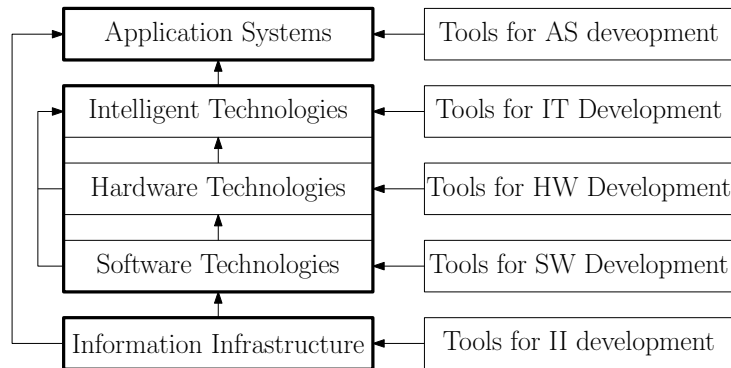 Application Systems
Tools for AS deveopment
Intelligent Technologies
Tools for IT Development
Hardware Technologies
Tools for HW Development
Software Technologies
Tools for SW Development
Information Infrastructure
Tools for II development